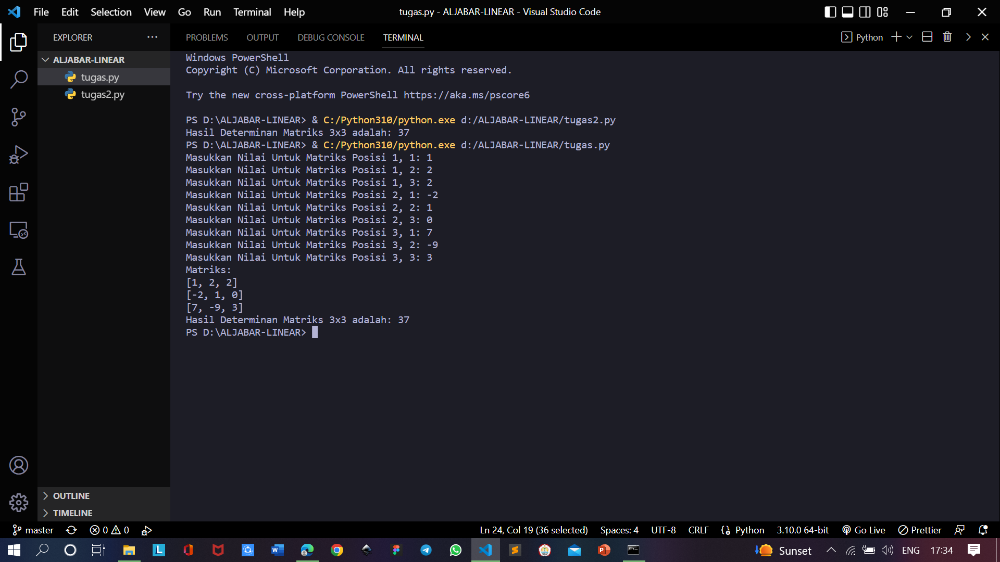 File Edit Selection View Go Run Terminal Help
tugas.py - ALJABAR-LINEAR - Visual Studio Code
EXPLORER
ALJABAR-LINEAR
tugas.py
tugas2.py
OUTLINE
TIMELINE
PROBLEMS OUTPUT DEBUG CONSOLE TERMINAL
Python
Windows PowerShell
Copyright (C) Microsoft Corporation. All rights reserved.
Try the new cross-platform PowerShell https://aka.ms/pscore6
PS D:\ALJABAR-LINEAR> & C:/Python310/python.exe d:/ALJABAR-LINEAR/tugas2.py
Hasil Determinan Matriks 3x3 adalah: 37
PS D:\ALJABAR-LINEAR> & C:/Python310/python.exe d:/ALJABAR-LINEAR/tugas.py
Masukkan Nilai Untuk Matriks Posisi 1, 1: 1
Masukkan Nilai Untuk Matriks Posisi 1, 2: 2
Masukkan Nilai Untuk Matriks Posisi 1, 3: 2
Masukkan Nilai Untuk Matriks Posisi 2, 1: -2
Masukkan Nilai Untuk Matriks Posisi 2, 2: 1
Masukkan Nilai Untuk Matriks Posisi 2, 3: 0
Masukkan Nilai Untuk Matriks Posisi 3, 1: 7
Masukkan Nilai Untuk Matriks Posisi 3, 2: -9
Masukkan Nilai Untuk Matriks Posisi 3, 3: 3
Matriks:
[1, 2, 2]
[-2, 1, 0]
[7, -9, 3]
Hasil Determinan Matriks 3x3 adalah: 37
PS D:\ALJABAR-LINEAR>
master 0 0
Ln 24, Col 19 (36 selected) Spaces: 4 UTF-8 CRLF Python 3.10.0 64-bit Go Live Prettier
Sunset ENG 17:34